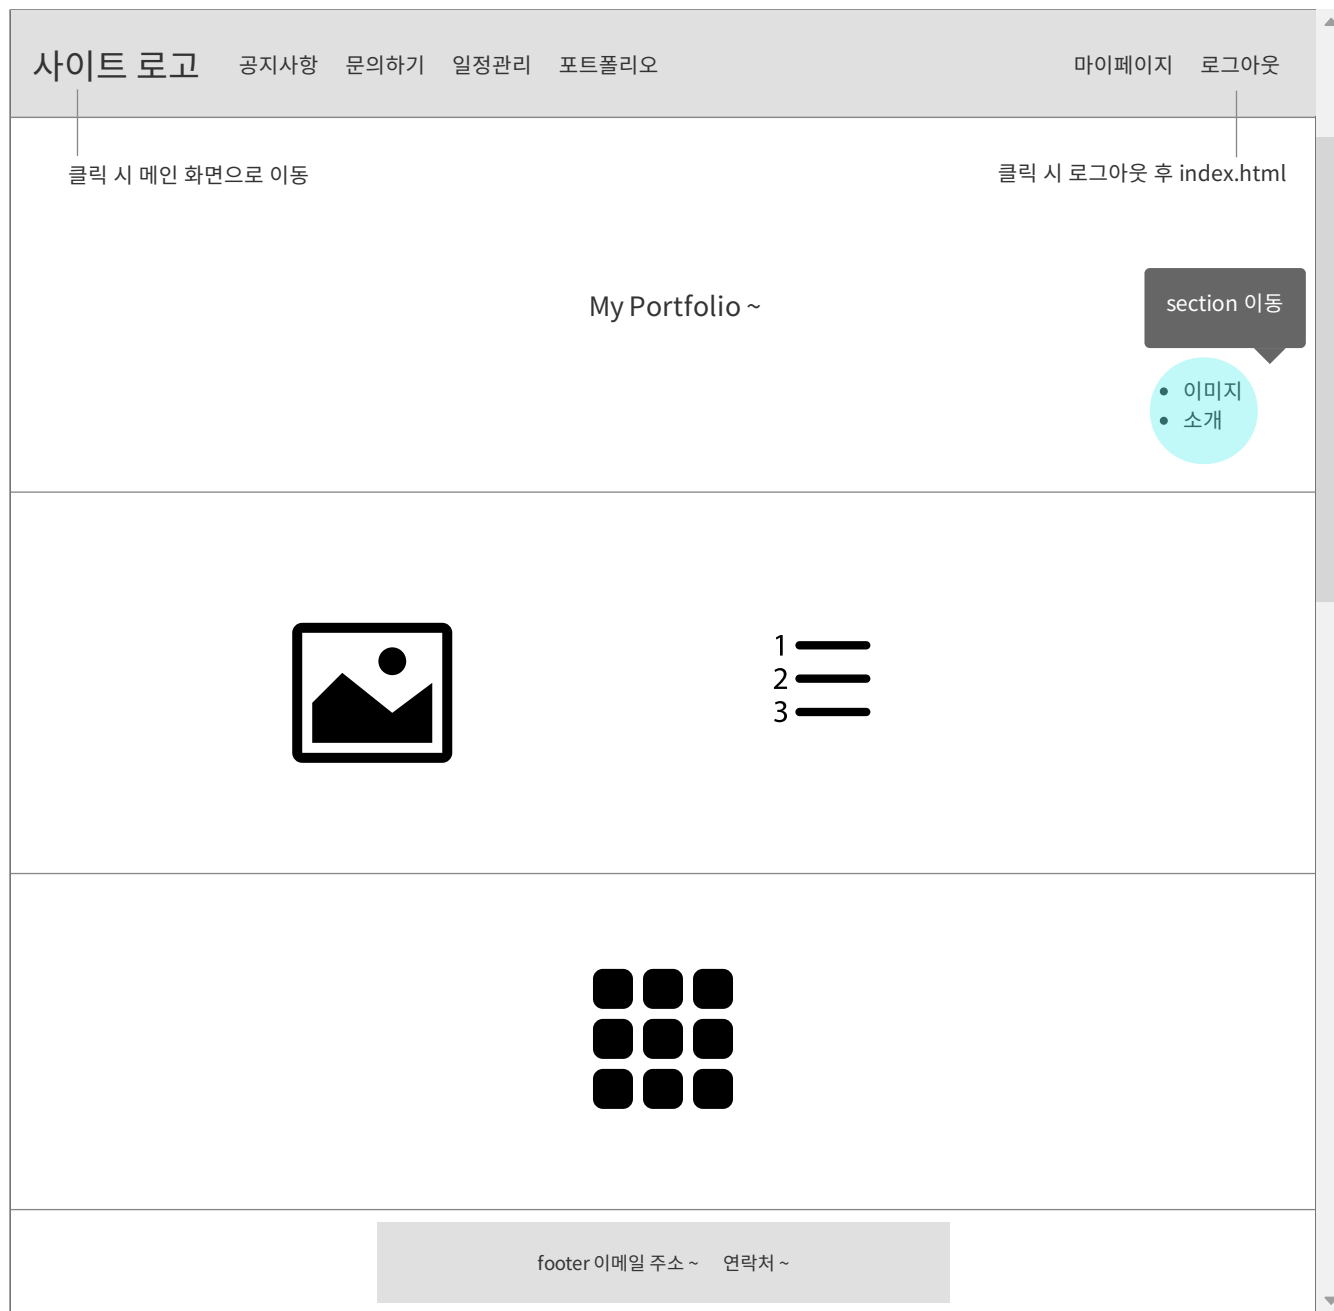 사이트 로고 공지사항 문의하기 일정관리 포트폴리오 마이페이지 로그아웃
클릭 시 메인 화면으로 이동 클릭 시 로그아웃 후 index.html
My Portfolio ~
section 이동
이미지
소개
1
2
3
footer 이메일 주소 ~ 연락처 ~